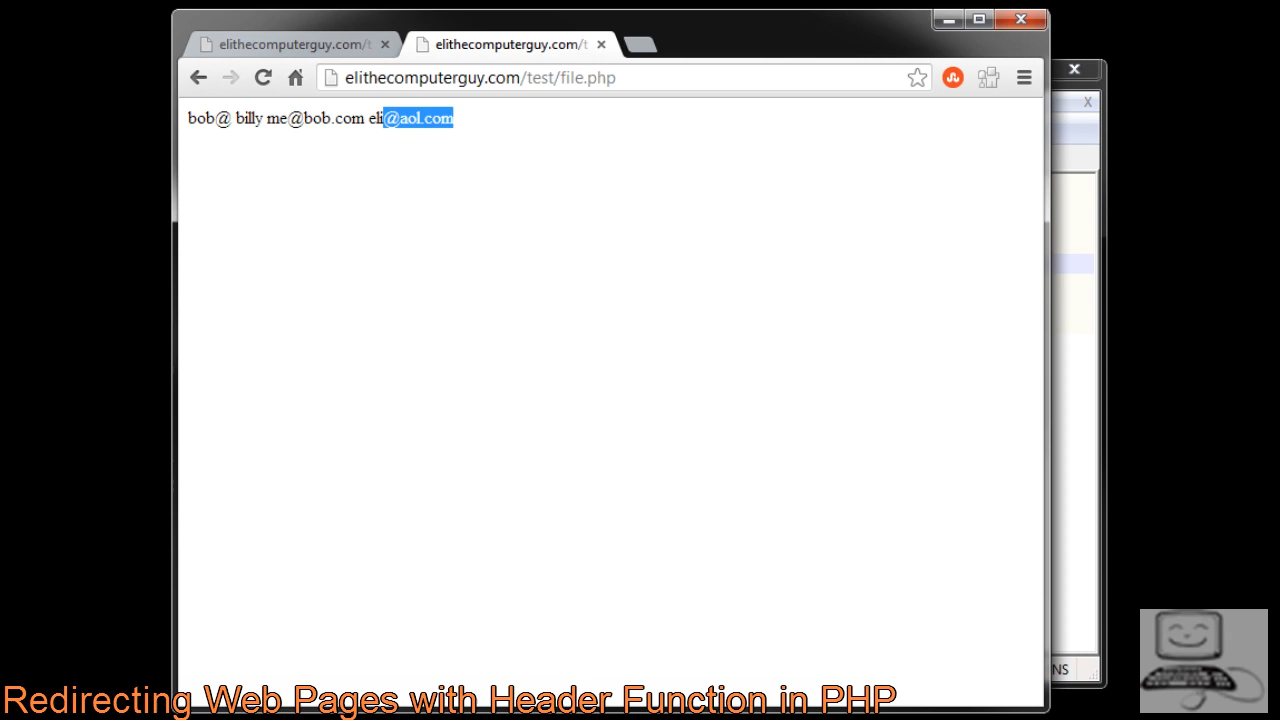 elithecomputerguy.com/t
elithecomputerguy.com/t
elithecomputerguy.com/test/file.php
bob@ billy me@bob.com eli@aol.com
NS
Redirecting Web Pages with Header Function in PHP